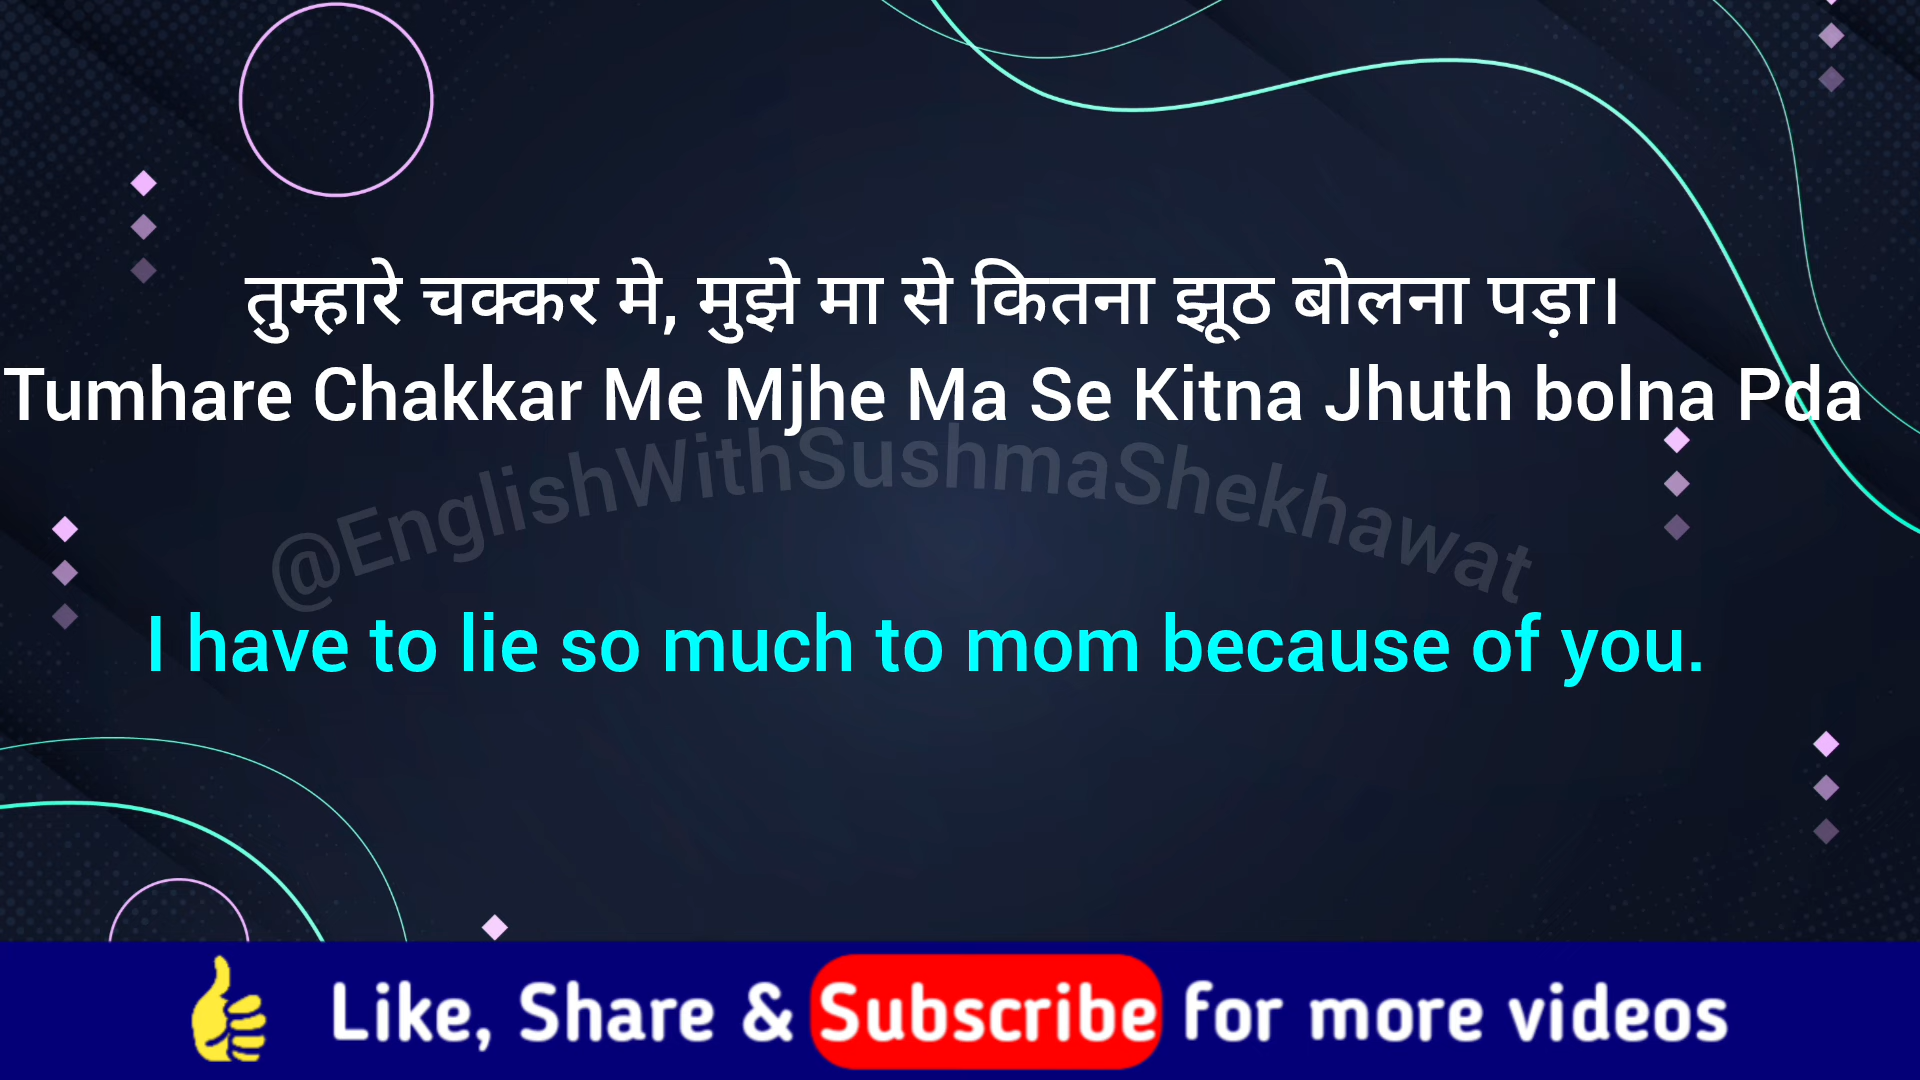 तुम्हारे चक्कर मे, मुझे मा से कितना झूठ बोलना पड़ा।
Tumhare Chakkar Me Mjhe Ma Se Kitna Jhuth bolna Pda
@EnglishWithSushmaShekhawat
I have to lie so much to mom because of you.
Like, Share & Subscribe for more videos